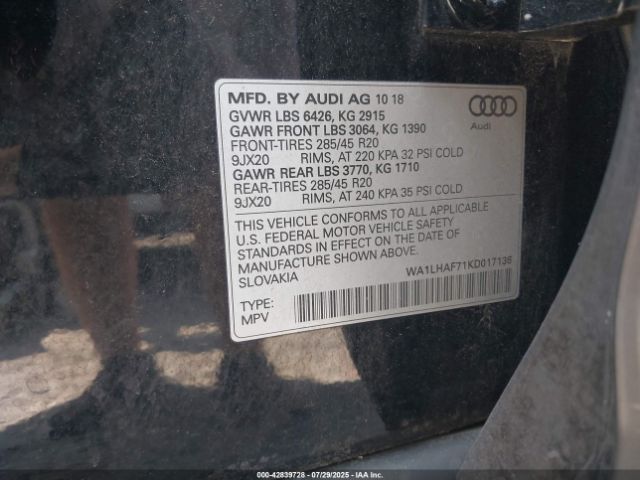 MFD. BY AUDI AG 10 18
GVWR LBS 6426, KG 2915
GAWR FRONT LBS 3064, KG 1390
FRONT-TIRES 285/45 R20
9JX20 RIMS, AT 220 KPA 32 PSI COLD
GAWR REAR LBS 3770, KG 1710
REAR-TIRES 285/45 R20
9JX20 RIMS, AT 240 KPA 35 PSI COLD
Audi
THIS VEHICLE CONFORMS TO ALL APPLICABLE
U.S. FEDERAL MOTOR VEHICLE SAFETY
STANDARDS IN EFFECT ON THE DATE OF
MANUFACTURE SHOWN ABOVE.
SLOVAKIA
WA1LHAF71KD017136
TYPE:
MPV
000-42839728 - 07/29/2025 - IAAI Inc.